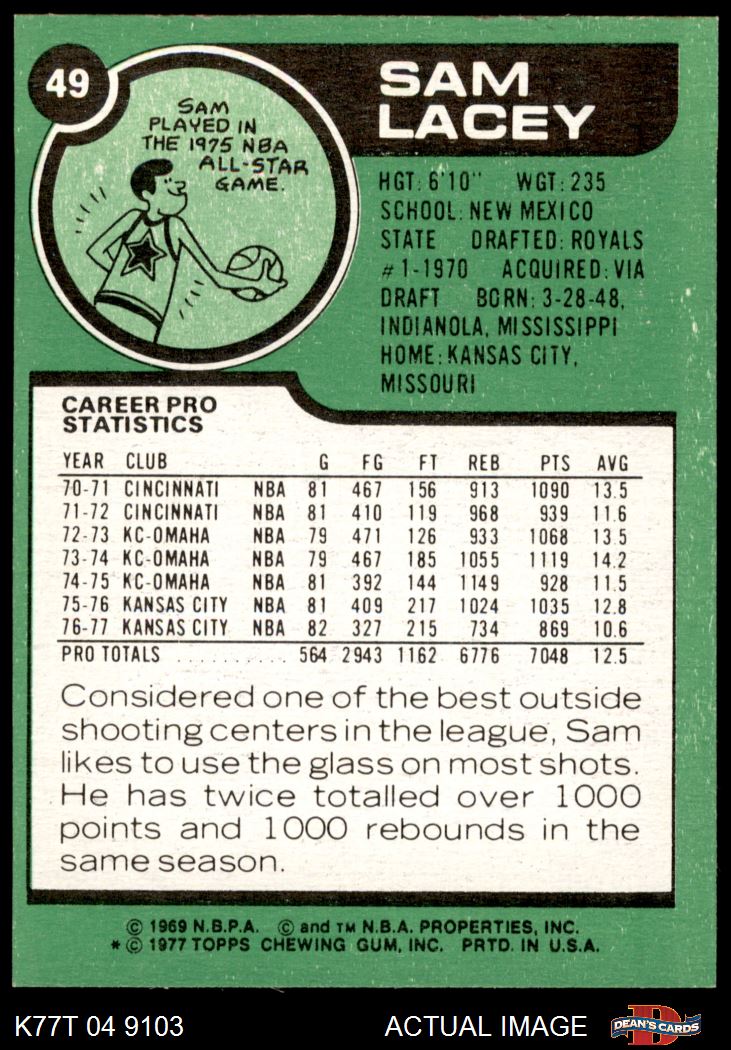 49
SAM
PLAYED IN
THE 1975 NBA
ALL-STAR
GAME.
SAM
LACEY
HGT: 6'10" WGT: 235
SCHOOL: NEW MEXICO
STATE DRAFTED: ROYALS
#1-1970 ACQUIRED: VIA
DRAFT BORN: 3-28-48,
INDIANOLA, MISSISSIPPI
HOME: KANSAS CITY,
MISSOURI
CAREER PRO
STATISTICS
YEAR CLUB G FG FT REB PTS AVG
70-71 CINCINNATI NBA 81 467 156 913 1090 13.5
71-72 CINCINNATI NBA 81 410 119 968 939 11.6
72-73 KC-OMAHA NBA 79 471 126 933 1068 13.5
73-74 KC-OMAHA NBA 79 467 185 1055 1119 14.2
74-75 KC-OMAHA NBA 81 392 144 1149 928 11.5
75-76 KANSAS CITY NBA 81 409 217 1024 1035 12.8
76-77 KANSAS CITY NBA 82 327 215 734 869 10.6
PRO TOTALS . . . . . . . . . . 564 2943 1162 6776 7048 12.5
Considered one of the best outside
shooting centers in the league, Sam
likes to use the glass on most shots.
He has twice totalled over 1000
points and 1000 rebounds in the
same season.
© 1969 N.B.P.A. © and TM N.B.A. PROPERTIES, INC.
* © 1977 TOPPS CHEWING GUM, INC. PRTD. IN U.S.A.
K77T 04 9103 ACTUAL IMAGE D DEAN'S CARDS